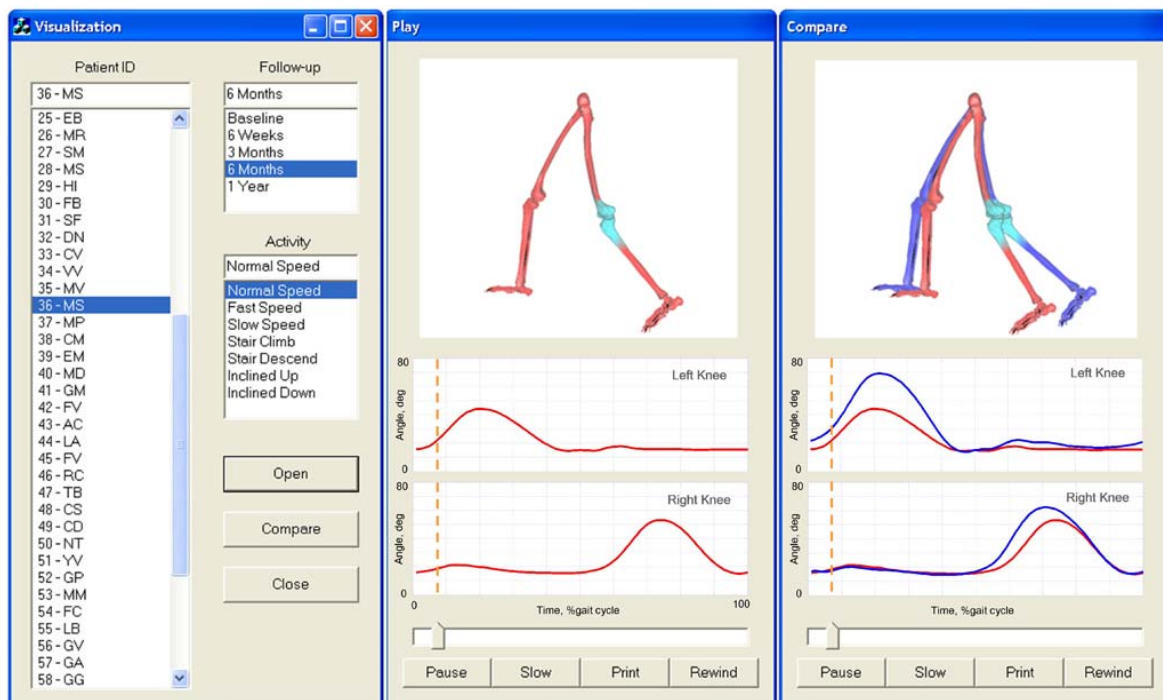 Visualization
Patient ID
36 - MS
25 - EB
26 - MR
27 - SM
28 - MS
29 - HI
30 - FB
31 - SF
32 - DN
33 - CV
34 - VV
35 - MV
36 - MS
37 - MP
38 - CM
39 - EM
40 - MD
41 - GM
42 - FV
43 - AC
44 - LA
45 - FV
46 - RC
47 - TB
48 - CS
49 - CD
50 - NT
51 - YV
52 - GP
53 - MM
54 - FC
55 - LB
56 - GV
57 - GA
58 - GG
Follow-up
6 Months
Baseline
6 Weeks
3 Months
6 Months
1 Year
Activity
Normal Speed
Normal Speed
Fast Speed
Slow Speed
Stair Climb
Stair Descend
Inclined Up
Inclined Down
Open
Compare
Close
Play
80
Left Knee
Angle, deg
0
80
Right Knee
Angle, deg
0
0
Time, %gait cycle
100
Pause
Slow
Print
Rewind
Compare
80
Left Knee
Angle, deg
0
80
Right Knee
Angle, deg
0
Time, %gait cycle
Pause
Slow
Print
Rewind